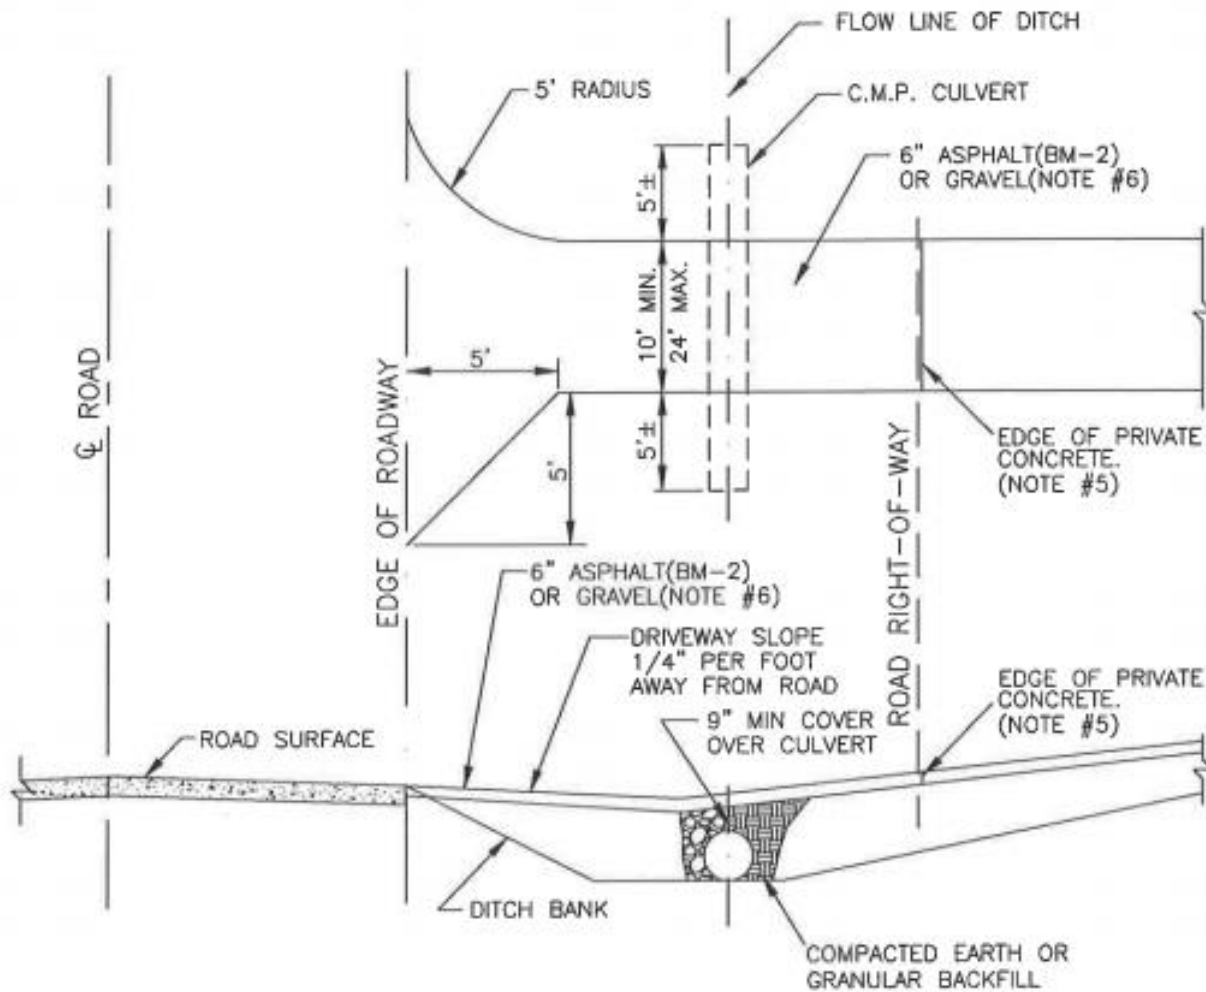 FLOW LINE OF DITCH
5' RADIUS
C.M.P. CULVERT
6" ASPHALT(BM-2)
OR GRAVEL(NOTE #6)
5'±
10' MIN.
24' MAX.
5'
℄ ROAD
EDGE OF ROADWAY
5'
5'±
EDGE OF PRIVATE
CONCRETE.
(NOTE #5)
ROAD RIGHT-OF-WAY
6" ASPHALT(BM-2)
OR GRAVEL(NOTE #6)
DRIVEWAY SLOPE
1/4" PER FOOT
AWAY FROM ROAD
EDGE OF PRIVATE
CONCRETE.
(NOTE #5)
9" MIN COVER
OVER CULVERT
ROAD SURFACE
DITCH BANK
COMPACTED EARTH OR
GRANULAR BACKFILL